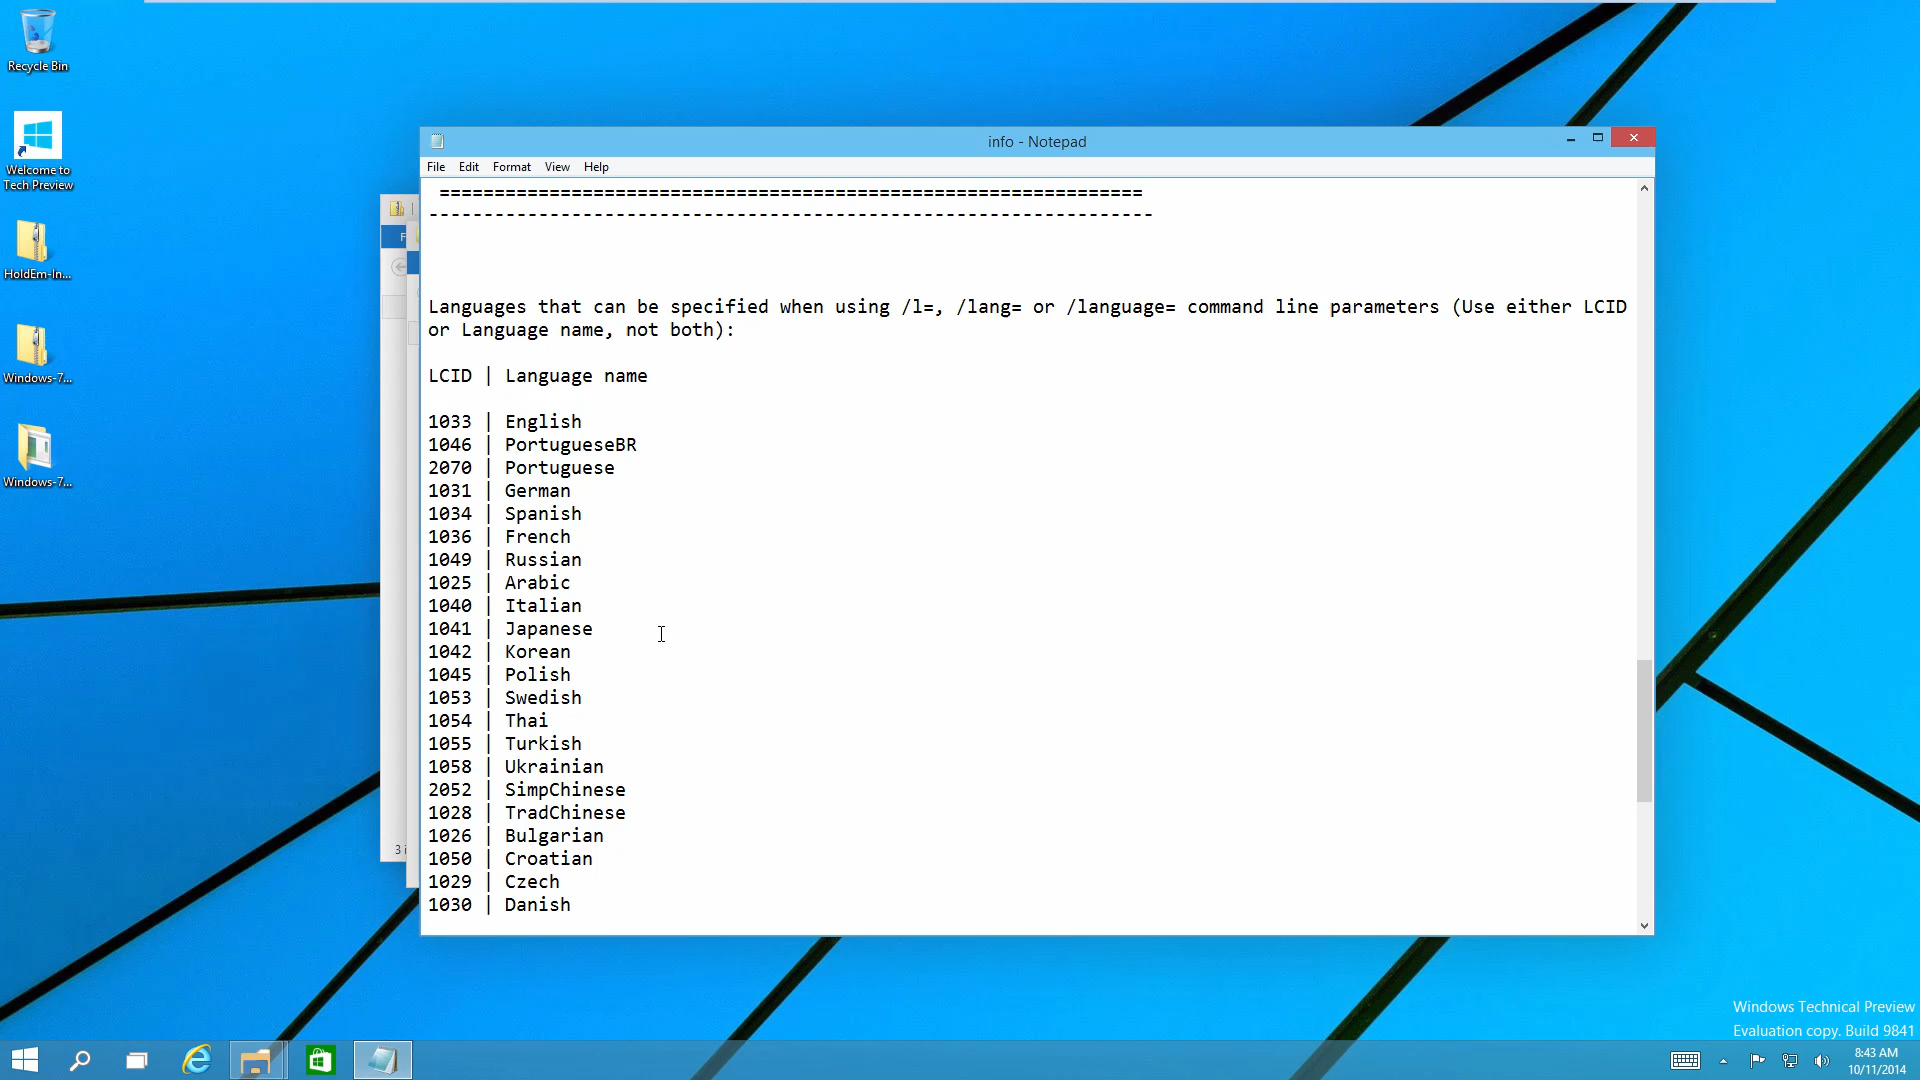 Recycle Bin
Welcome to
Tech Preview
HoldEm-In...
Windows-7...
Windows-7...
info - Notepad
File Edit Format View Help
=================================================================
-------------------------------------------------------------------
Languages that can be specified when using /l=, /lang= or /language= command line parameters (Use either LCID
or Language name, not both):
LCID | Language name
1033 | English
1046 | PortugueseBR
2070 | Portuguese
1031 | German
1034 | Spanish
1036 | French
1049 | Russian
1025 | Arabic
1040 | Italian
1041 | Japanese
1042 | Korean
1045 | Polish
1053 | Swedish
1054 | Thai
1055 | Turkish
1058 | Ukrainian
2052 | SimpChinese
1028 | TradChinese
1026 | Bulgarian
1050 | Croatian
1029 | Czech
1030 | Danish
Windows Technical Preview
Evaluation copy. Build 9841
8:43 AM
10/11/2014